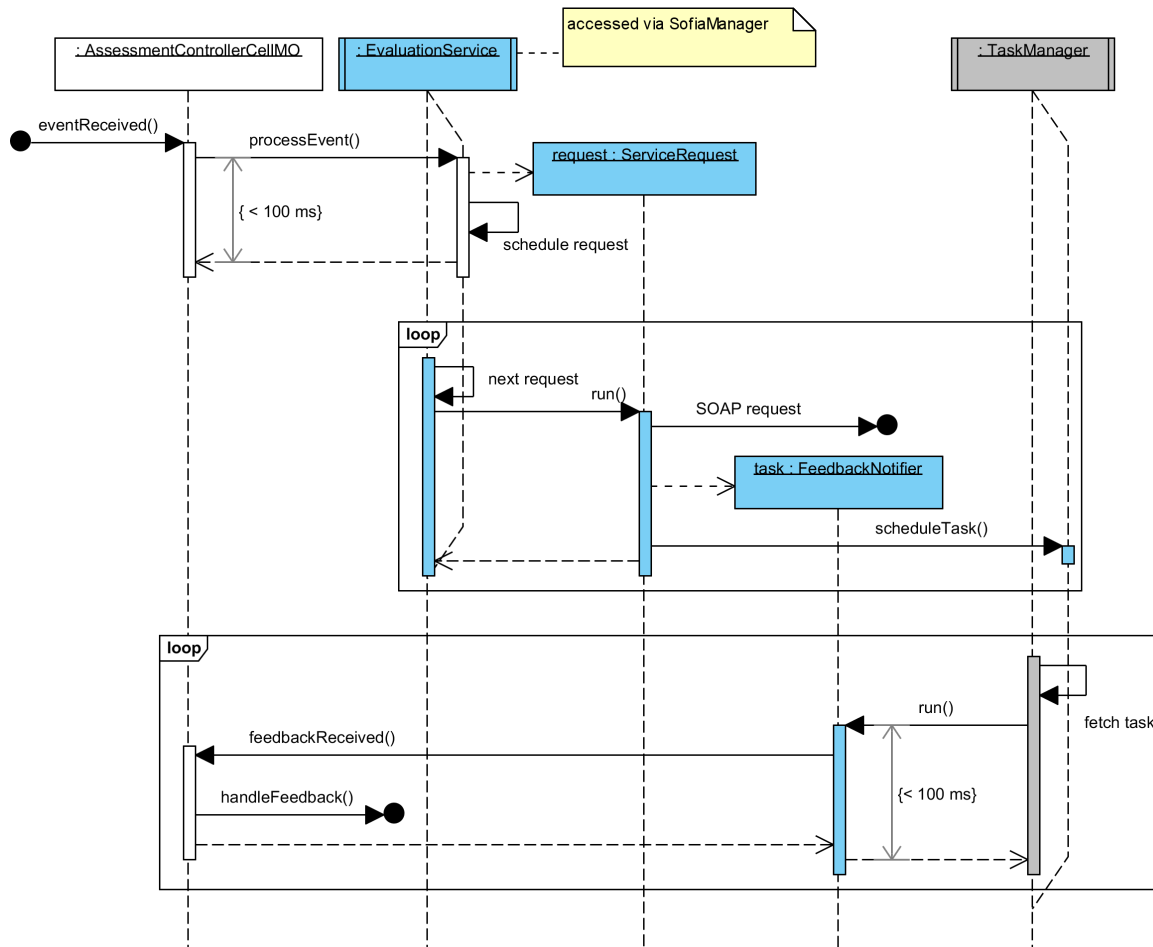 accessed via SofiaManager
: AssessmentControllerCellMO
: EvaluationService
: TaskManager
eventReceived()
processEvent()
request : ServiceRequest
{ < 100 ms}
schedule request
loop
next request
run()
SOAP request
task : FeedbackNotifier
scheduleTask()
loop
run()
fetch task
feedbackReceived()
{< 100 ms}
handleFeedback()